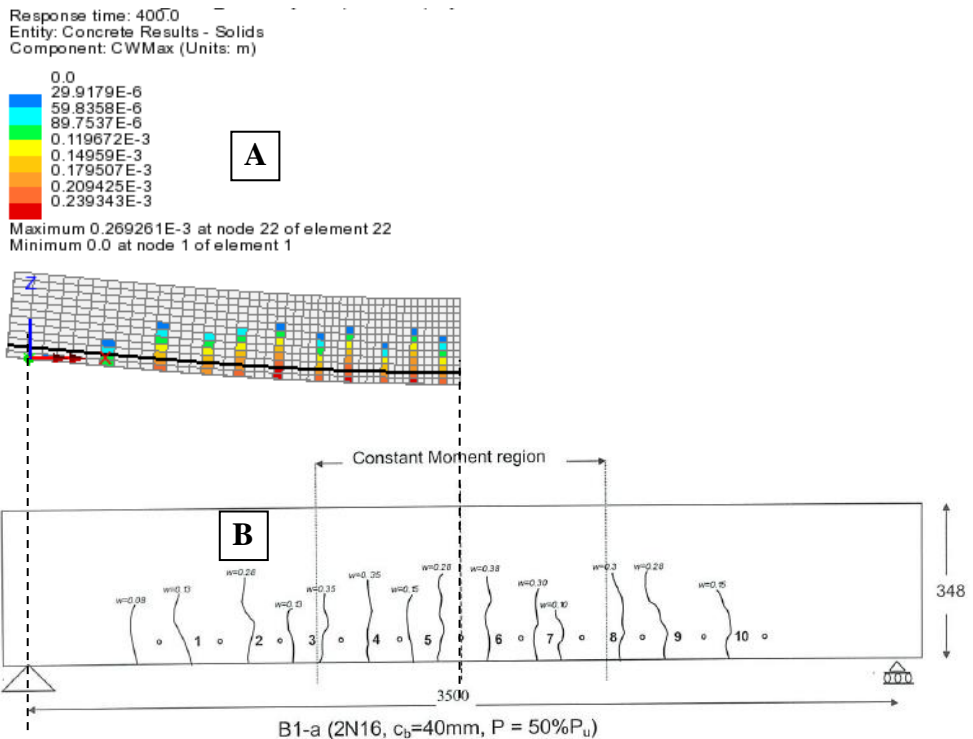 Response time: 400.0
Entity: Concrete Results - Solids
Component: CWMax (Units: m)
0.0
29.9179E-6
59.8358E-6
89.7537E-6
0.119672E-3
0.14959E-3
0.179507E-3
0.209425E-3
0.239343E-3
A
Maximum 0.269261E-3 at node 22 of element 22
Minimum 0.0 at node 1 of element 1
Z
X
Constant Moment region
B
w=0.28 w=0.38 w=0.3 w=0.28
w=0.13 w=0.28 w=0.35 w=0.35 w=0.15 w=0.30 w=0.15
w=0.08 w=0.13 w=0.10
348
1 2 3 4 5 6 7 8 9 10
3500
B1-a (2N16, cb=40mm, P = 50%Pu)